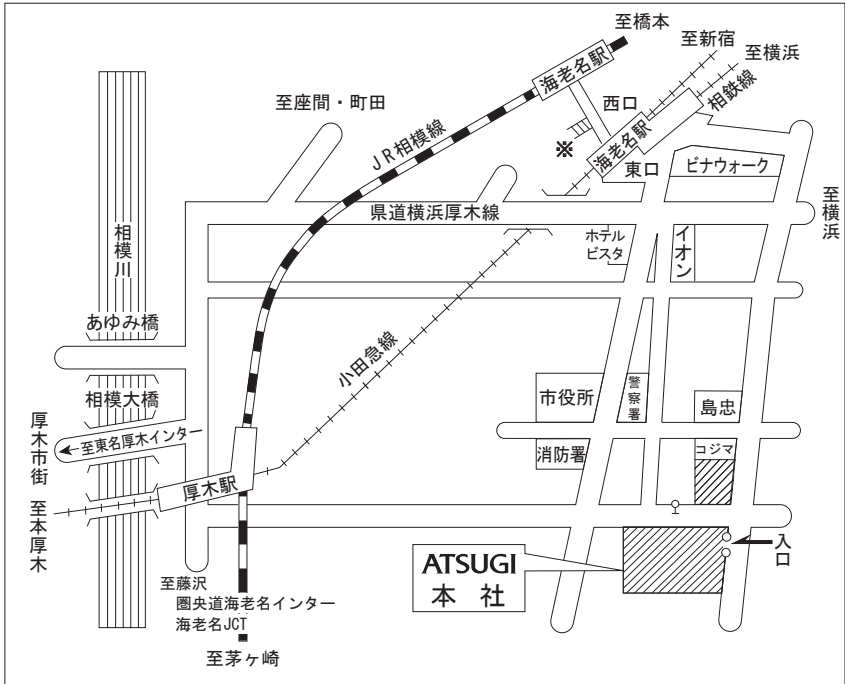 至橋本
至新宿
至横浜
海老名駅
相鉄線
西口
至座間・町田
JR相模線
※
海老名駅
東口
ビナウォーク
県道横浜厚木線
至横浜
相模川
ホテル
ビスタ
イオン
あゆみ橋
小田急線
相模大橋
市役所
警察署
島忠
厚木市街
至東名厚木インター
消防署
コジマ
厚木駅
至本厚木
入口
ATSUGI
本社
至藤沢
圏央道海老名インター
海老名JCT
至茅ヶ崎